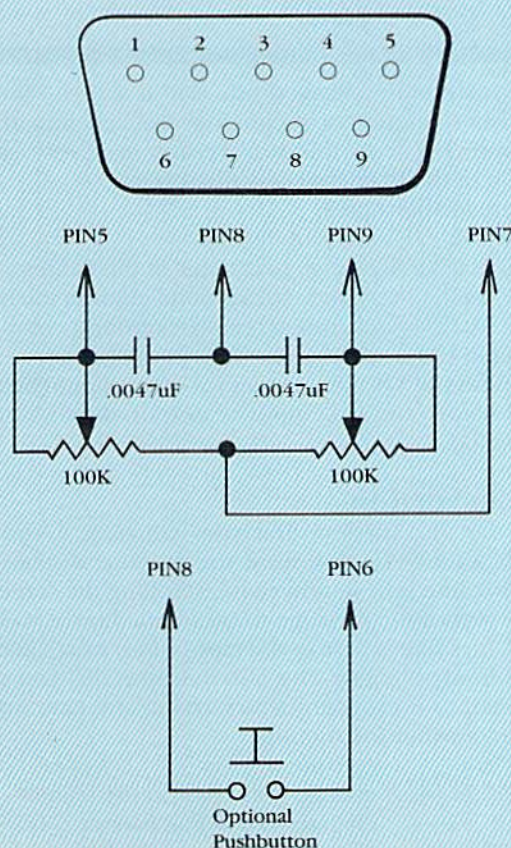 1 2 3 4 5
6 7 8 9
PIN5 PIN8 PIN9 PIN7
.0047uF .0047uF
100K 100K
PIN8 PIN6
Optional
Pushbutton